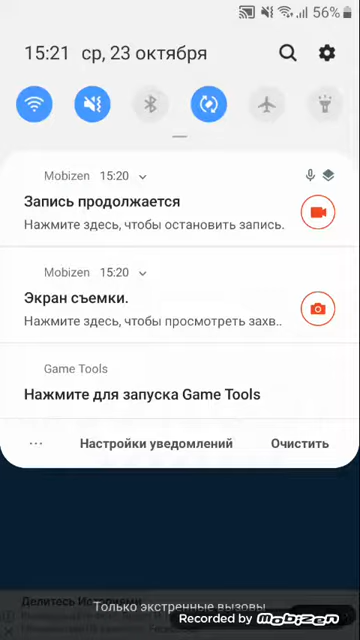 56%
15:21 ср, 23 октября
Mobizen 15:20
Запись продолжается
Нажмите здесь, чтобы остановить запись.
Mobizen 15:20
Экран съемки.
Нажмите здесь, чтобы просмотреть захв..
Game Tools
Нажмите для запуска Game Tools
Настройки уведомлений Очистить
Делитесь Историями
Только экстренные вызовы
Recorded by mobizen